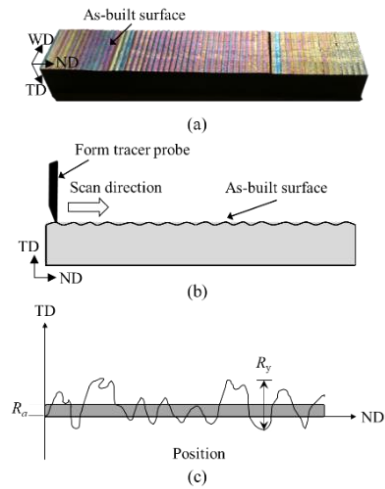 As-built surface
WD
ND
TD
(a)
Form tracer probe
Scan direction
As-built surface
TD
ND
(b)
TD
Ry
Ra
ND
Position
(c)